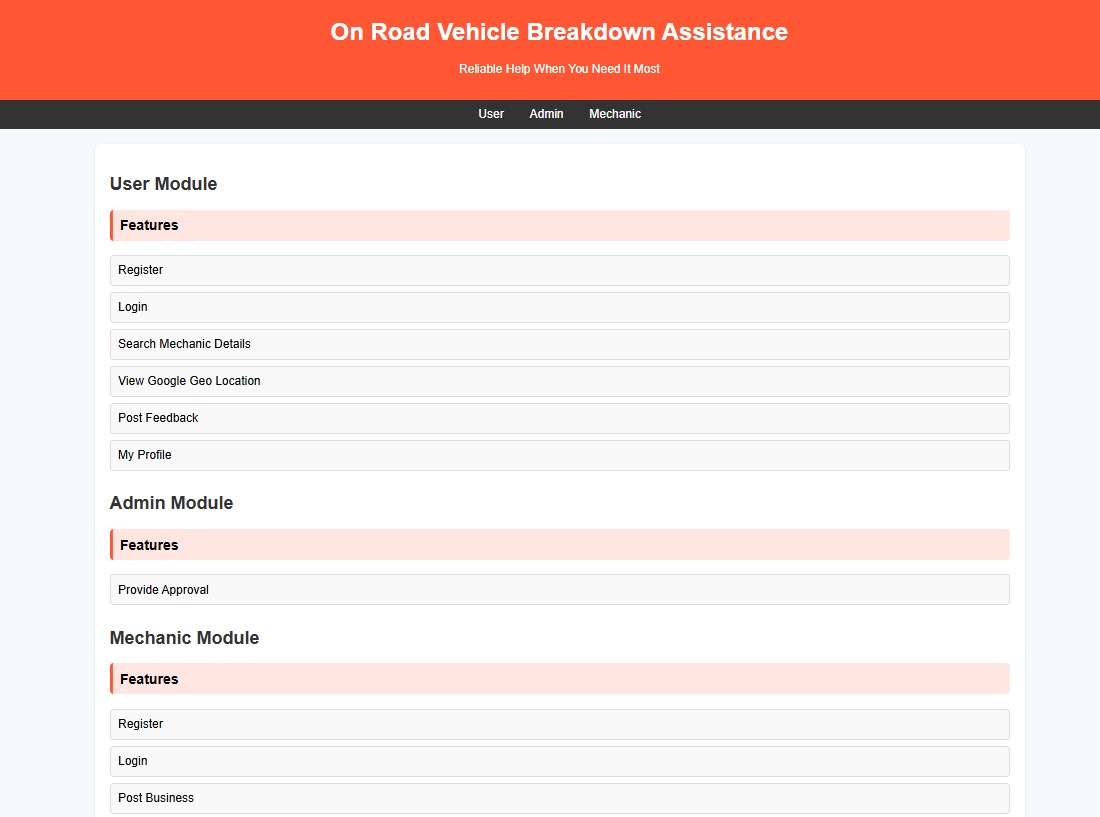 On Road Vehicle Breakdown Assistance
Reliable Help When You Need It Most
User Admin Mechanic
User Module
Features
Register
Login
Search Mechanic Details
View Google Geo Location
Post Feedback
My Profile
Admin Module
Features
Provide Approval
Mechanic Module
Features
Register
Login
Post Business